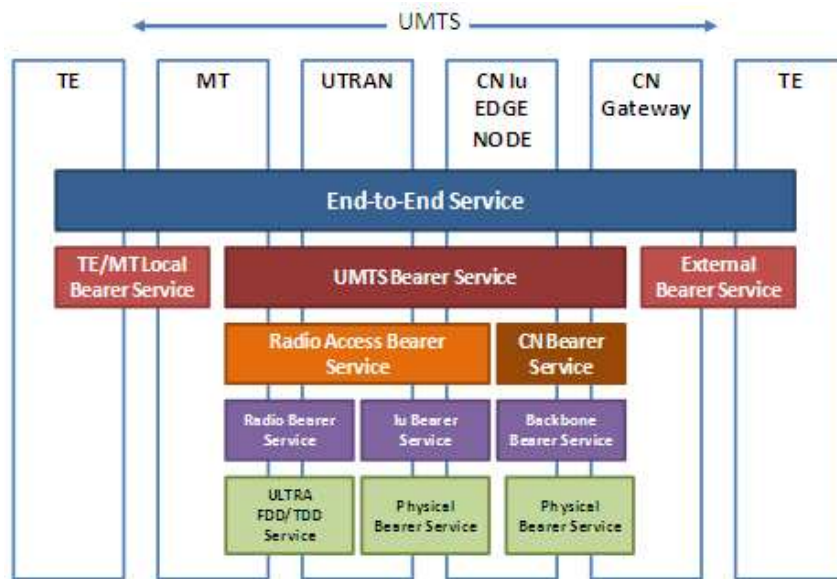 UMTS
TE
MT
UTRAN
CN Iu
EDGE
NODE
CN
Gateway
TE
End-to-End Service
TE/MT Local
Bearer Service
UMTS Bearer Service
External
Bearer Service
Radio Access Bearer
Service
CN Bearer
Service
Radio Bearer
Service
Iu Bearer
Service
Backbone
Bearer Service
ULTRA
FDD/TDD
Service
Physical
Bearer Service
Physical
Bearer Service